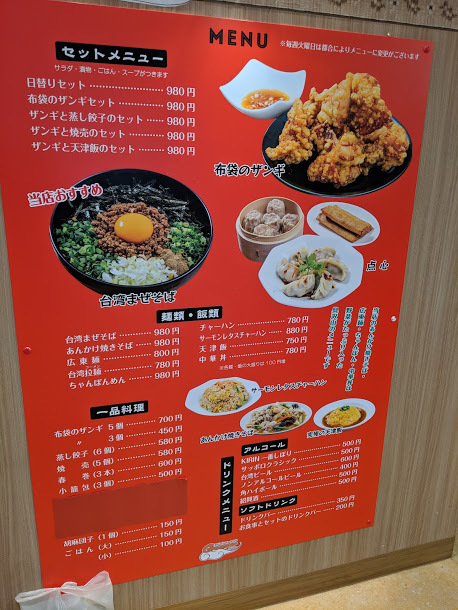 MENU
※毎週火曜日は都合によりメニューに変更がございます
セットメニュー
サラダ・漬物・ごはん・スープがつきます
日替りセット 980円
布袋のザンギセット 980円
ザンギと蒸し餃子のセット 980円
ザンギと焼売のセット 980円
ザンギと天津飯のセット 980円
布袋のザンギ
当店おすすめ
台湾まぜそば
点心
麺類・飯類
台湾まぜそば 980円
あんかけ焼きそば 980円
広東麺 800円
台湾拉麺 780円
ちゃんぽんめん 980円
チャーハン 780円
サーモンレタスチャーハン 880円
天津飯 750円
中華丼 780円
サーモンレタスチャーハン
あんかけ焼きそば
一品料理
布袋のザンギ 5個 700円
〃 3個 450円
蒸し餃子(6個) 580円
焼売(5個) 580円
春巻(3本) 600円
小籠包(3個) 500円
胡麻団子(1個) 150円
ごはん(大) 150円
(小) 100円
ドリンクメニュー
アルコール
KIRIN一番しぼり 500円
サッポロクラシック 500円
台湾ビール 600円
ノンアルコールビール 400円
角ハイボール 500円
紹興酒 500円
ソフトドリンク
ドリンクバー 350円
お食事とセットのドリンクバー 200円